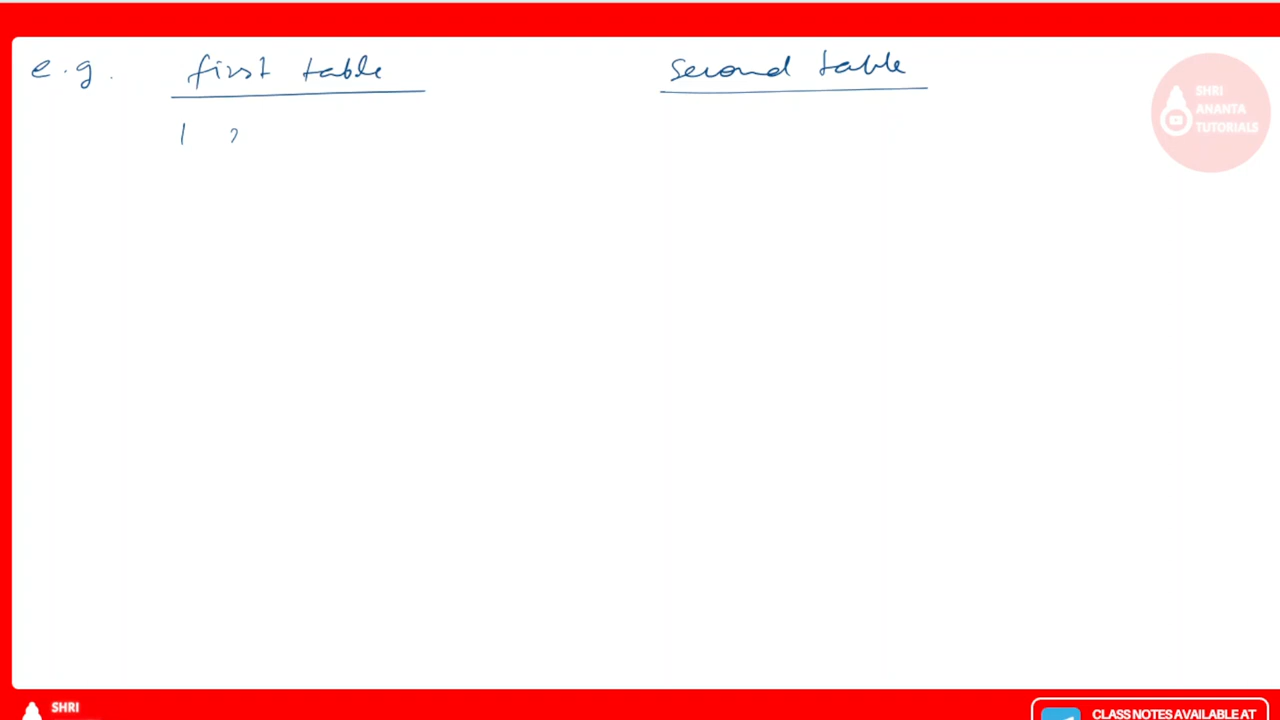 e.g. first table second table
1 2
SHRI
ANANTA
TUTORIALS
SHRI
CLASS NOTES AVAILABLE AT